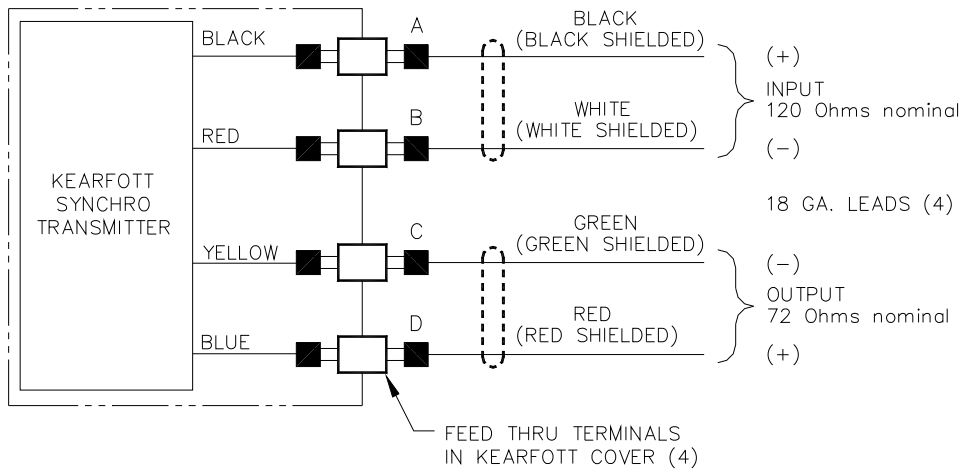 KEARFOTT
SYNCHRO
TRANSMITTER
BLACK
RED
YELLOW
BLUE
A
B
C
D
BLACK
(BLACK SHIELDED)
WHITE
(WHITE SHIELDED)
GREEN
(GREEN SHIELDED)
RED
(RED SHIELDED)
(+)
INPUT
120 Ohms nominal
(-)
18 GA. LEADS (4)
(-)
OUTPUT
72 Ohms nominal
(+)
FEED THRU TERMINALS
IN KEARFOTT COVER (4)